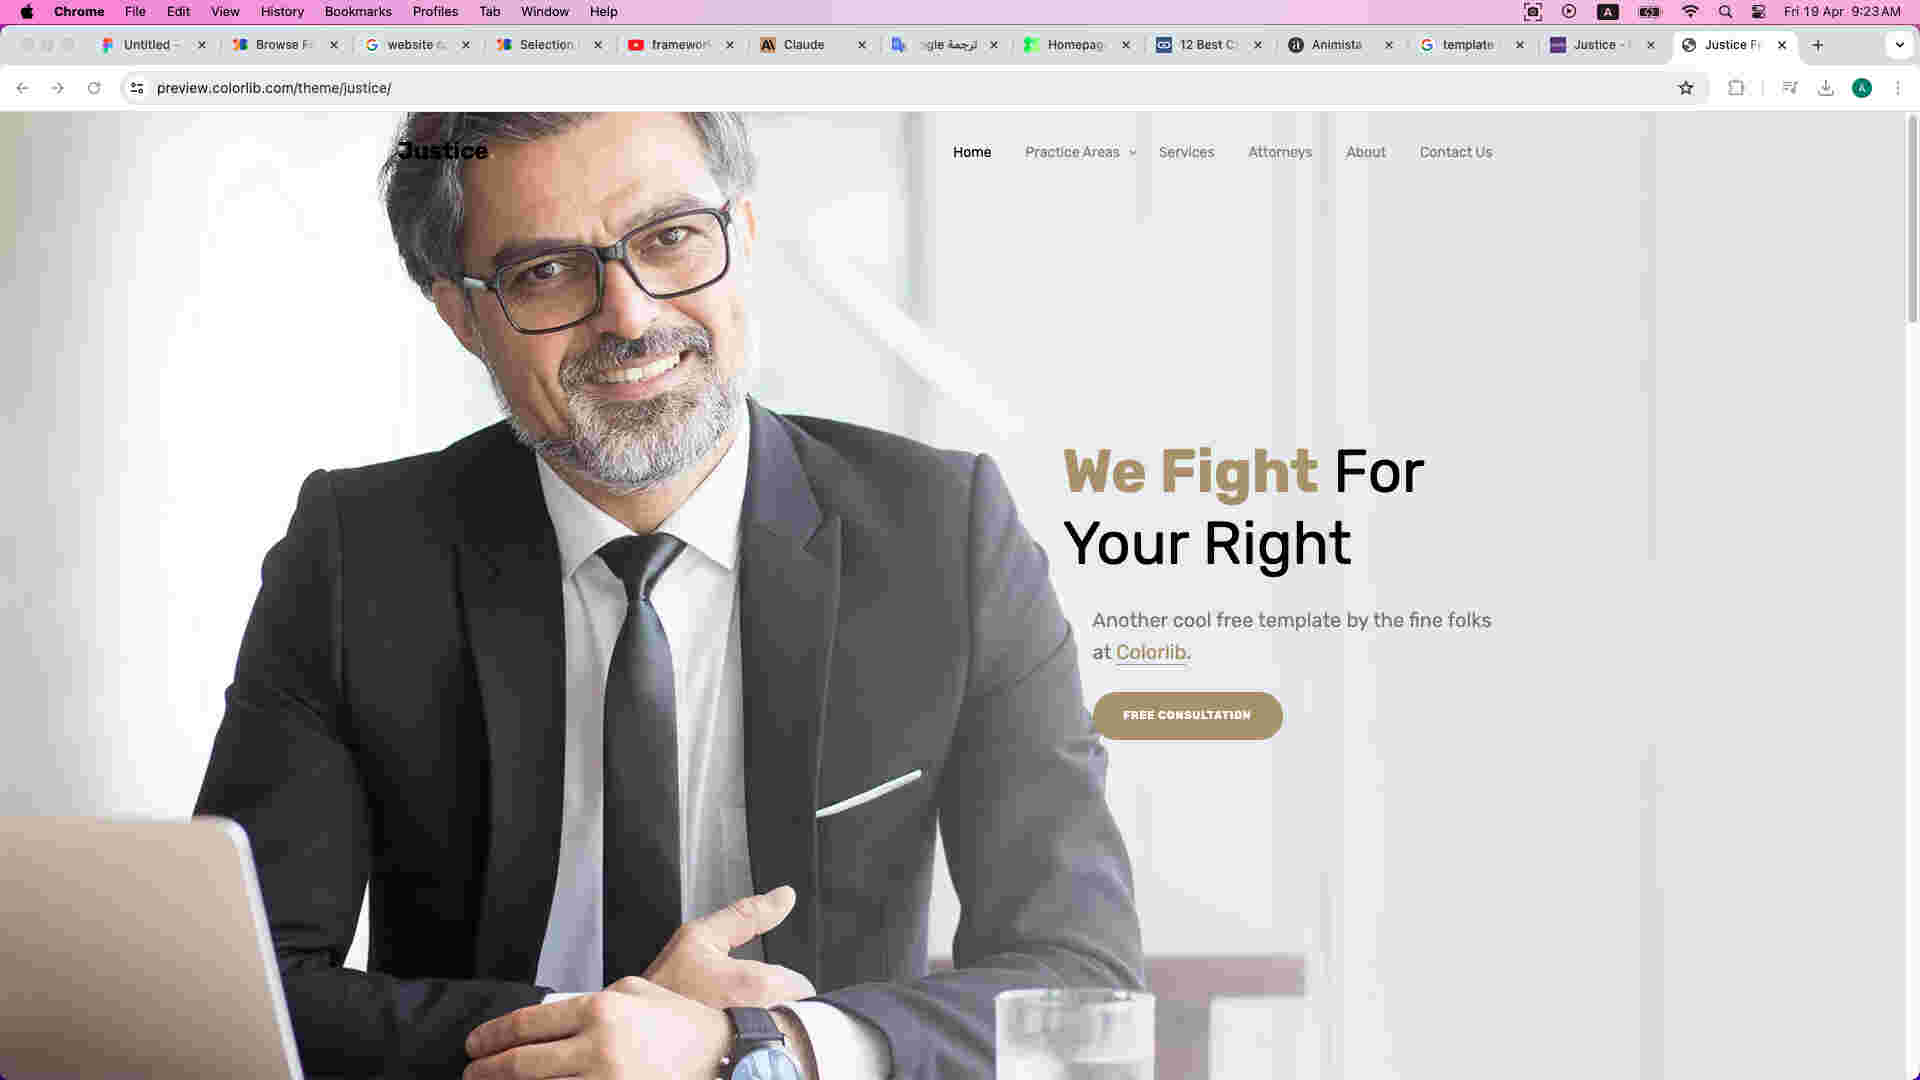 Chrome File Edit View History Bookmarks Profiles Tab Window Help A Fri 19 Apr 9:23 AM
Untitled - Browse F website Selection framewor Claude ogle ترجمة Homepag 12 Best C Animista template Justice - Justice F
preview.colorlib.com/theme/justice/ A
Justice. Home Practice Areas Services Attorneys About Contact Us
We Fight For
Your Right
Another cool free template by the fine folks
at Colorlib.
FREE CONSULTATION